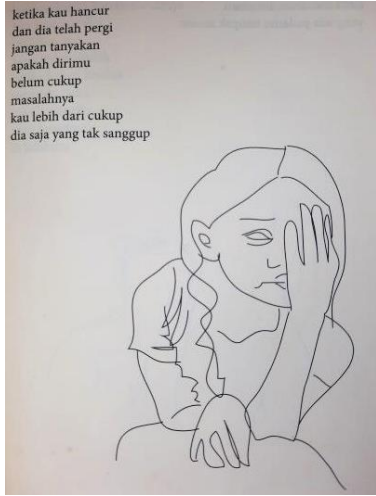 ketika kau hancur
dan dia telah pergi
jangan tanyakan
apakah dirimu
belum cukup
masalahnya
kau lebih dari cukup
dia saja yang tak sanggup